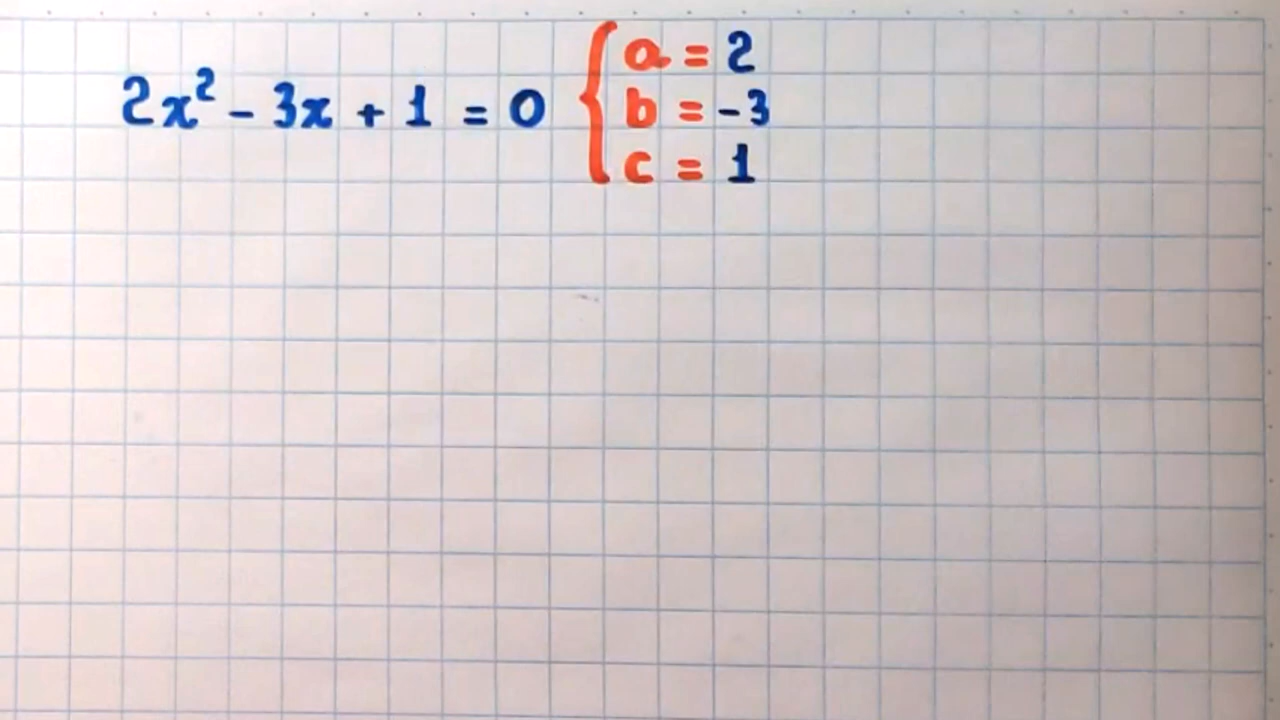 2x² - 3x + 1 = 0
a = 2
b = -3
c = 1